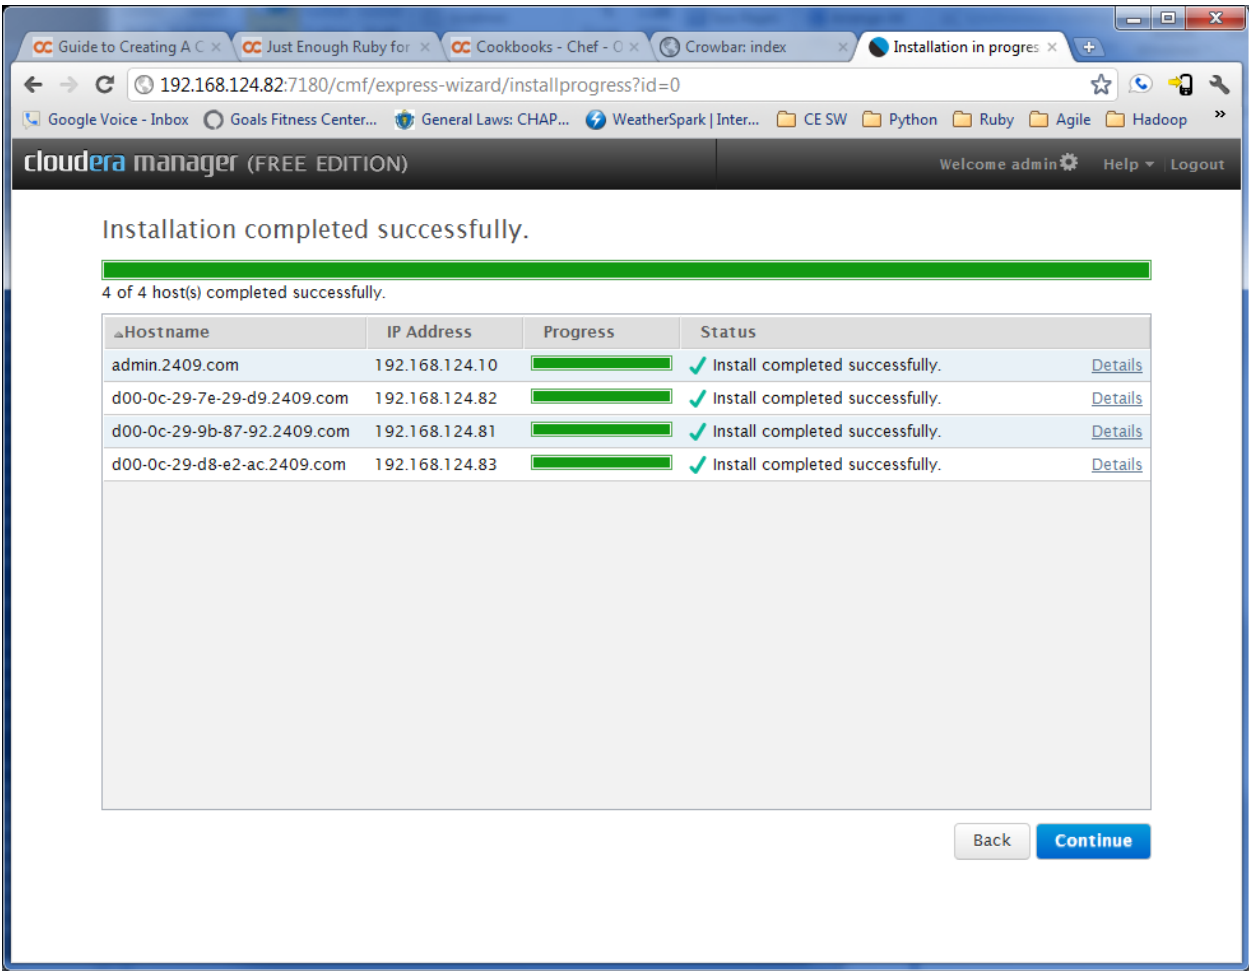 Guide to Creating A C
Just Enough Ruby for
Cookbooks - Chef - O
Crowbar: index
Installation in progres
192.168.124.82:7180/cmf/express-wizard/installprogress?id=0
Google Voice - Inbox
Goals Fitness Center...
General Laws: CHAP...
WeatherSpark | Inter...
CE SW
Python
Ruby
Agile
Hadoop
»
cloudera manager (FREE EDITION)
Welcome admin
Help
Logout
Installation completed successfully.
4 of 4 host(s) completed successfully.
Hostname IP Address Progress Status
admin.2409.com 192.168.124.10 Install completed successfully. Details
d00-0c-29-7e-29-d9.2409.com 192.168.124.82 Install completed successfully. Details
d00-0c-29-9b-87-92.2409.com 192.168.124.81 Install completed successfully. Details
d00-0c-29-d8-e2-ac.2409.com 192.168.124.83 Install completed successfully. Details
Back
Continue